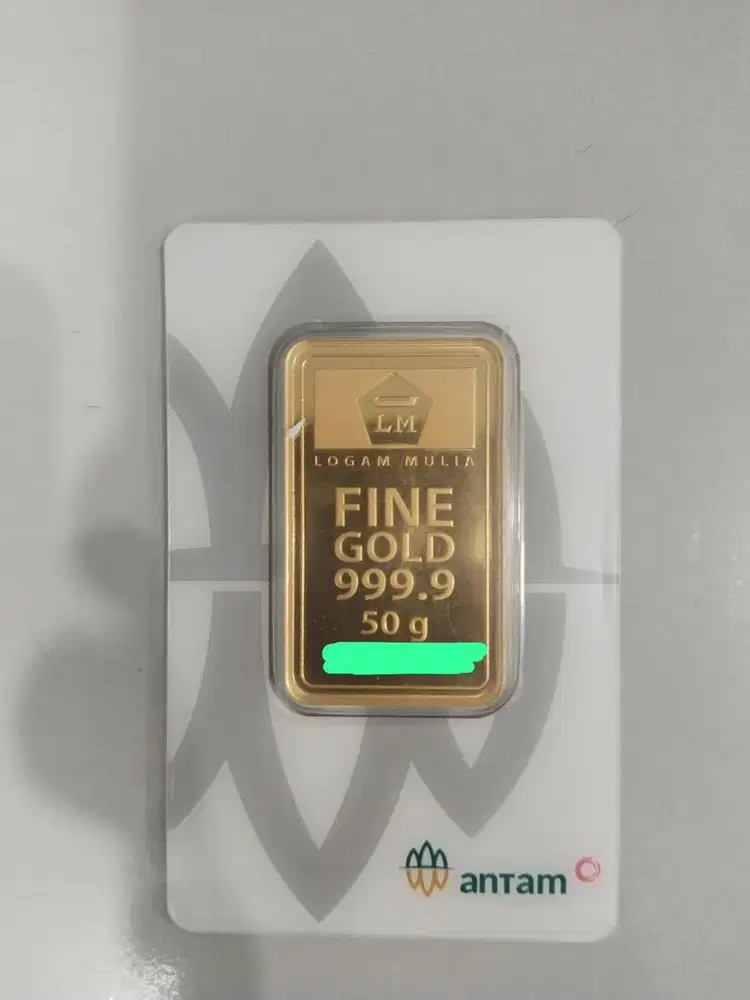 LM
LOGAM MULIA
FINE
GOLD
999.9
50 g
antam